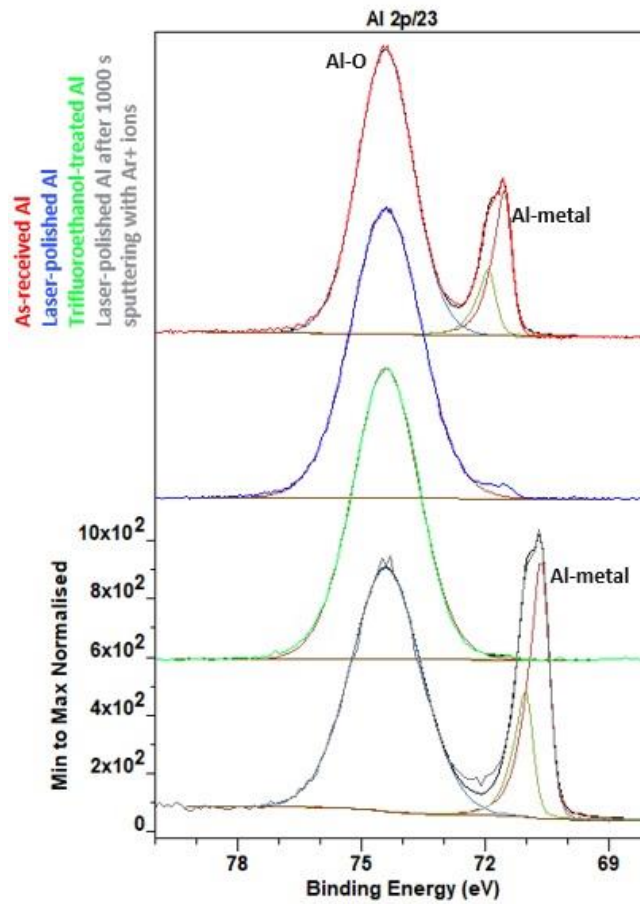 Al 2p/23
As-received Al
Laser-polished Al
Trifluoroethanol-treated Al
Laser-polished Al after 1000 s
sputtering with Ar+ ions
Al-O
Al-metal
Al-metal
Min to Max Normalised
10x10²
8x10²
6x10²
4x10²
2x10²
0
78
75
72
69
Binding Energy (eV)